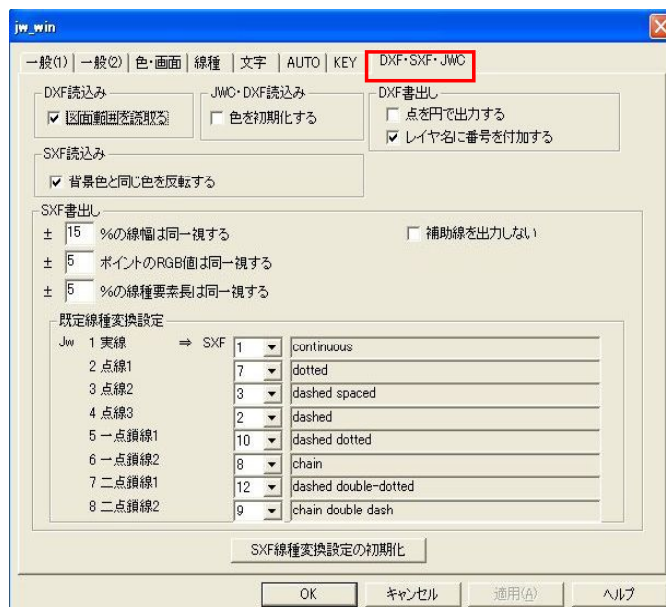 jw_win
一般(1) 一般(2) 色・画面 線種 文字 AUTO KEY DXF・SXF・JWC
DXF読込み
図面範囲を読取る
JWC・DXF読込み
色を初期化する
DXF書出し
点を円で出力する
レイヤ名に番号を付加する
SXF読込み
背景色と同じ色を反転する
SXF書出し
± 15 %の線幅は同一視する
補助線を出力しない
± 5 ポイントのRGB値は同一視する
± 5 %の線種要素長は同一視する
既定線種変換設定
Jw 1 実線 ⇒ SXF 1 continuous
2 点線1 7 dotted
3 点線2 3 dashed spaced
4 点線3 2 dashed
5 一点鎖線1 10 dashed dotted
6 一点鎖線2 8 chain
7 二点鎖線1 12 dashed double-dotted
8 二点鎖線2 9 chain double dash
SXF線種変換設定の初期化
OK キャンセル 適用(A) ヘルプ